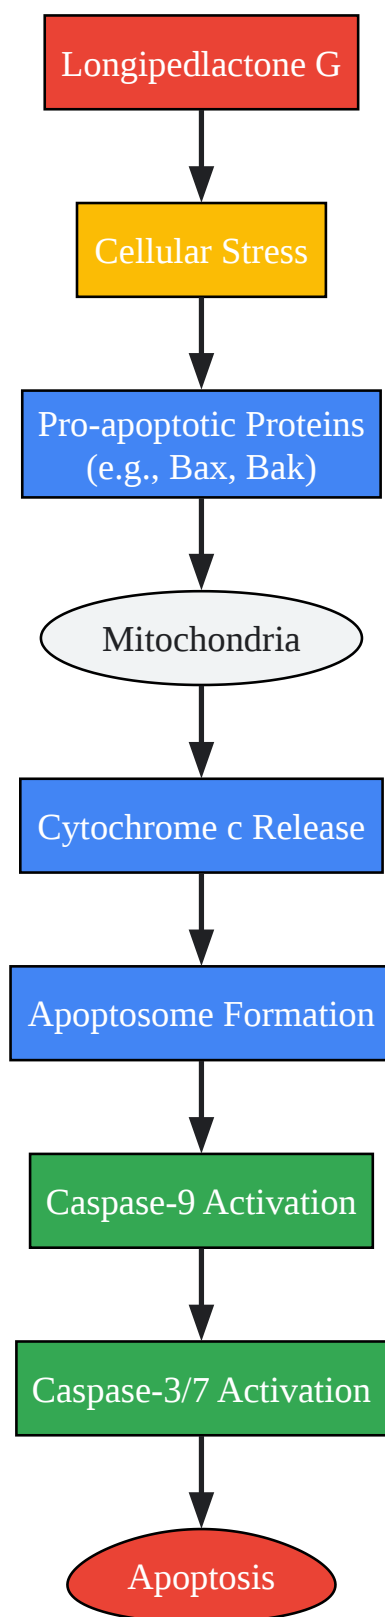 Longipedlactone G
Cellular Stress
Pro-apoptotic Proteins
(e.g., Bax, Bak)
Mitochondria
Cytochrome c Release
Apoptosome Formation
Caspase-9 Activation
Caspase-3/7 Activation
Apoptosis